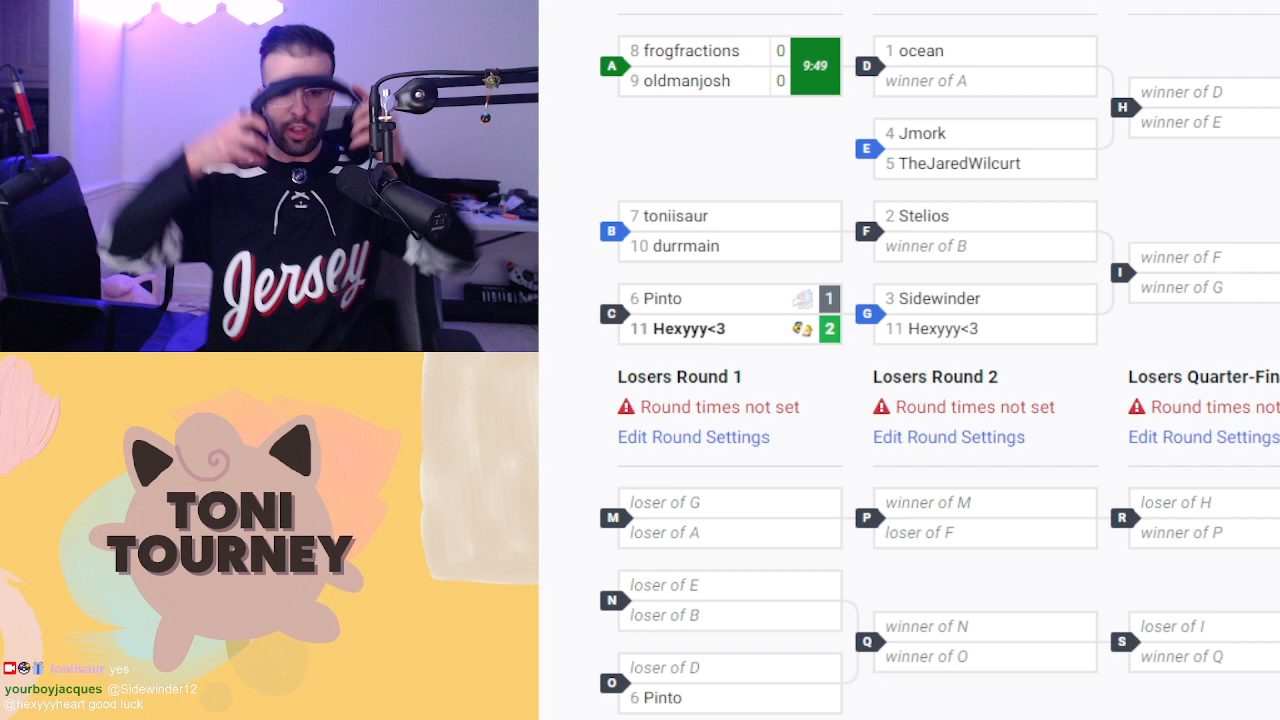 Jersey
TONI
TOURNEY
toniisaur yes
yourboyjacques @Sidewinder12
@hexyyyheart good luck
A
8 frogfractions 0
9 oldmanjosh 0
9:49
D
1 ocean
winner of A
H
winner of D
winner of E
E
4 Jmork
5 TheJaredWilcurt
B
7 toniisaur
10 durrmain
F
2 Stelios
winner of B
I
winner of F
winner of G
C
6 Pinto 1
11 Hexyyy<3 2
G
3 Sidewinder
11 Hexyyy<3
Losers Round 1
Round times not set
Edit Round Settings
Losers Round 2
Round times not set
Edit Round Settings
Losers Quarter-Fin
Round times not
Edit Round Settings
M
loser of G
loser of A
P
winner of M
loser of F
R
loser of H
winner of P
N
loser of E
loser of B
Q
winner of N
winner of O
S
loser of I
winner of Q
O
loser of D
6 Pinto